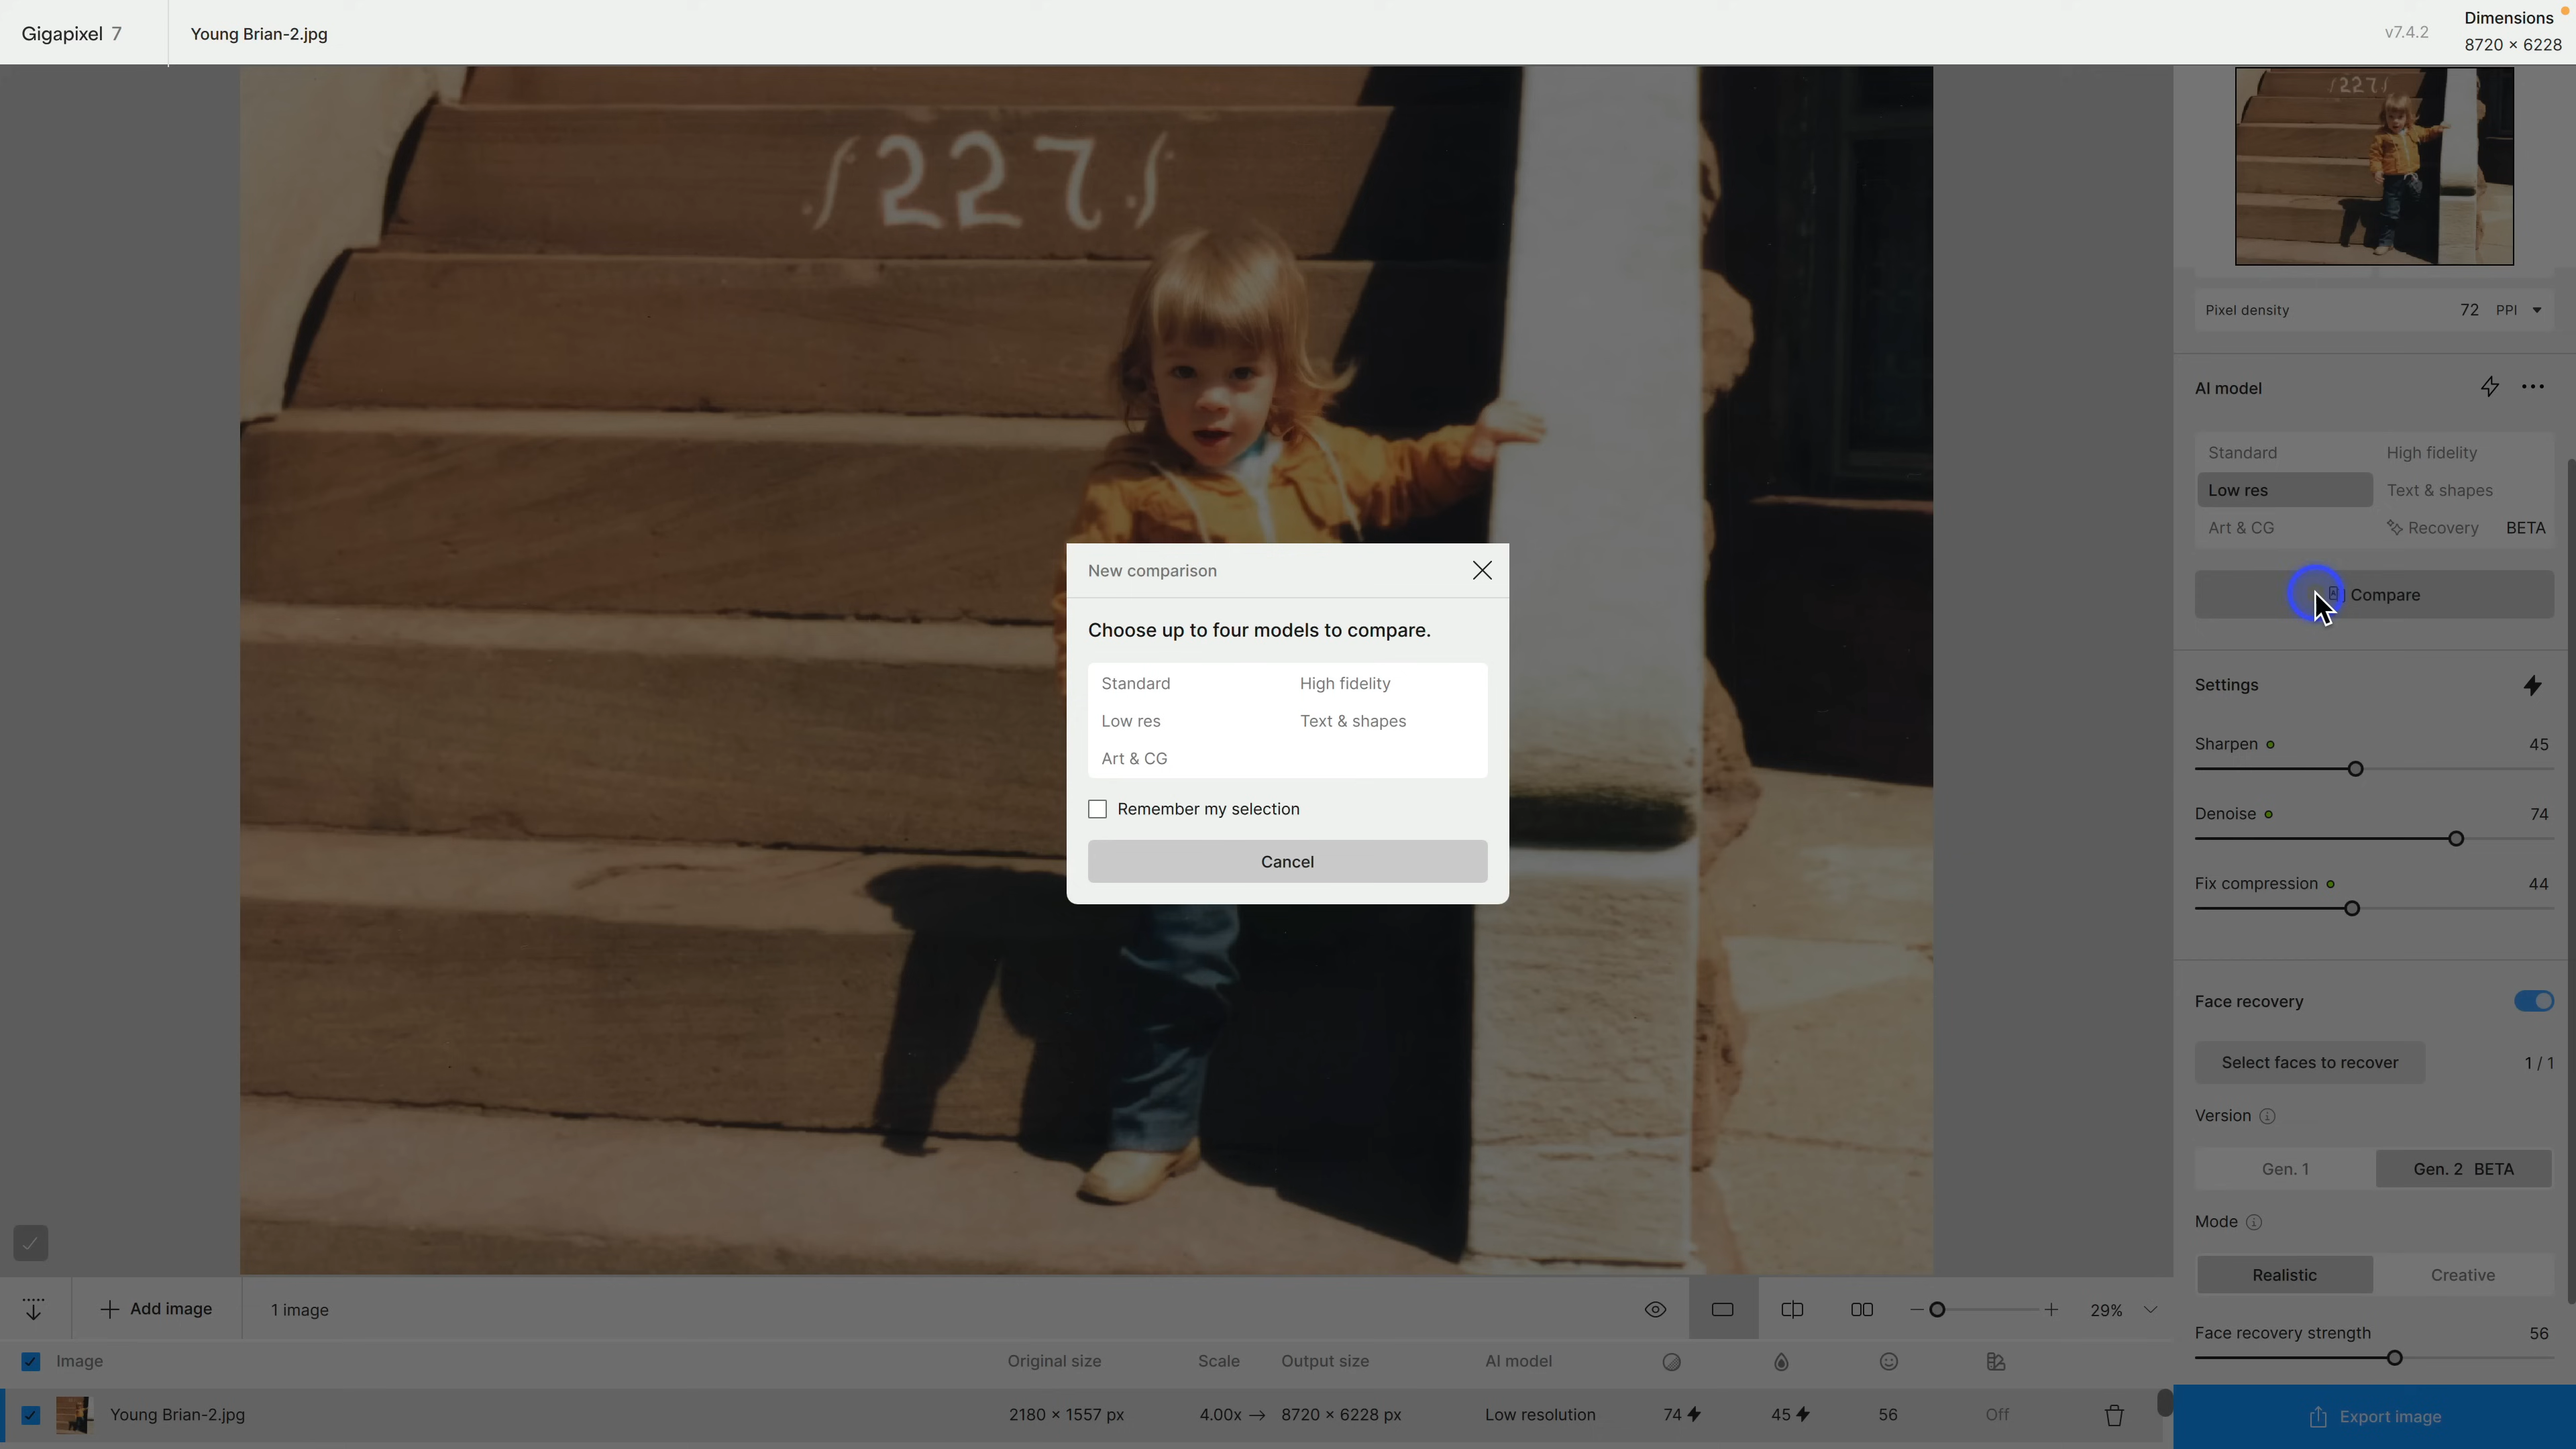 Gigapixel 7
Young Brian-2.jpg
v7.4.2
Dimensions
8720 × 6228
1227
1227
Pixel density 72 PPI
AI model
Standard High fidelity
Low res Text & shapes
Art & CG Recovery BETA
Compare
Settings
Sharpen 45
Denoise 74
Fix compression 44
Face recovery
Select faces to recover 1 / 1
Version
Gen. 1 Gen. 2 BETA
Mode
Realistic Creative
Face recovery strength 56
Export image
New comparison
Choose up to four models to compare.
Standard High fidelity
Low res Text & shapes
Art & CG
Remember my selection
Cancel
Add image 1 image 29%
Image Original size Scale Output size AI model
Young Brian-2.jpg 2180 × 1557 px 4.00x → 8720 × 6228 px Low resolution 74 45 56 Off